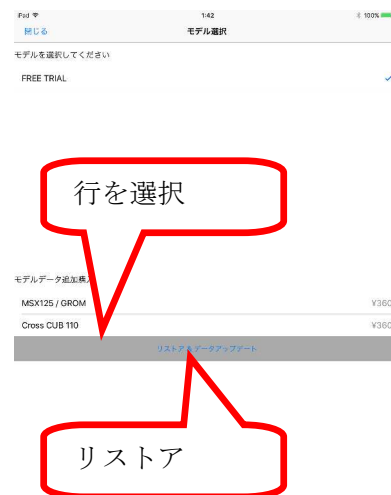 iPad 1:42 100%
閉じる モデル選択
モデルを選択してください
FREE TRIAL
行を選択
モデルデータ追加購入
MSX125 / GROM ¥360
Cross CUB 110 ¥360
リストア & データアップデート
リストア